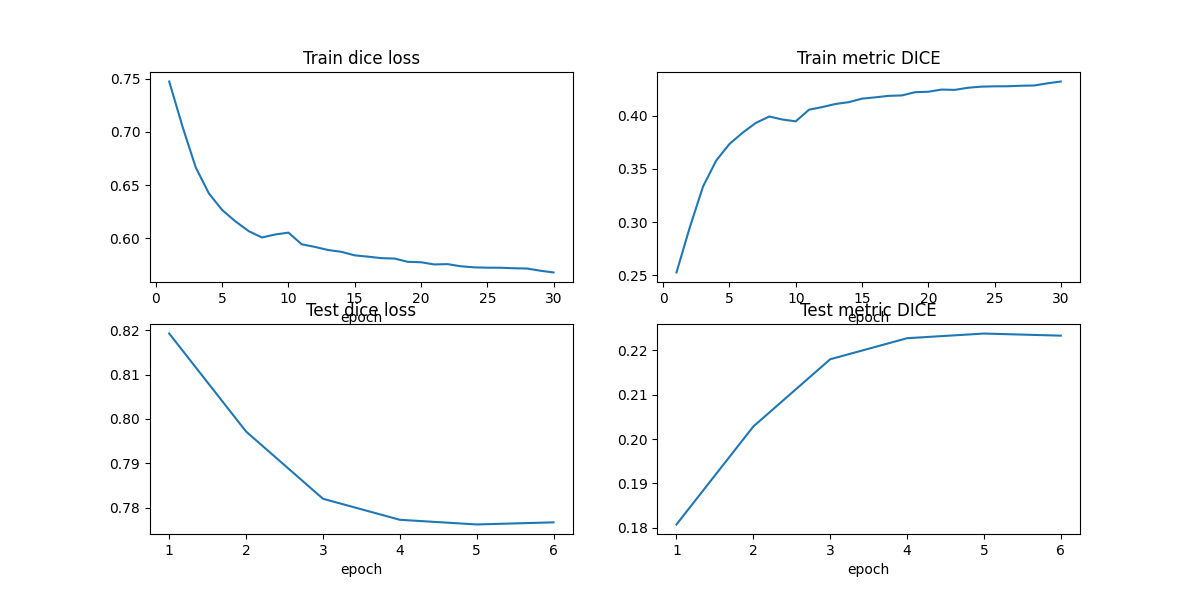 Train dice loss
Train metric DICE
0.75
0.70
0.65
0.60
0 5 10 15 20 25 30
epoch
0.40
0.35
0.30
0.25
0 5 10 15 20 25 30
epoch
Test dice loss
Test metric DICE
0.82
0.81
0.80
0.79
0.78
1 2 3 4 5 6
epoch
0.22
0.21
0.20
0.19
0.18
1 2 3 4 5 6
epoch